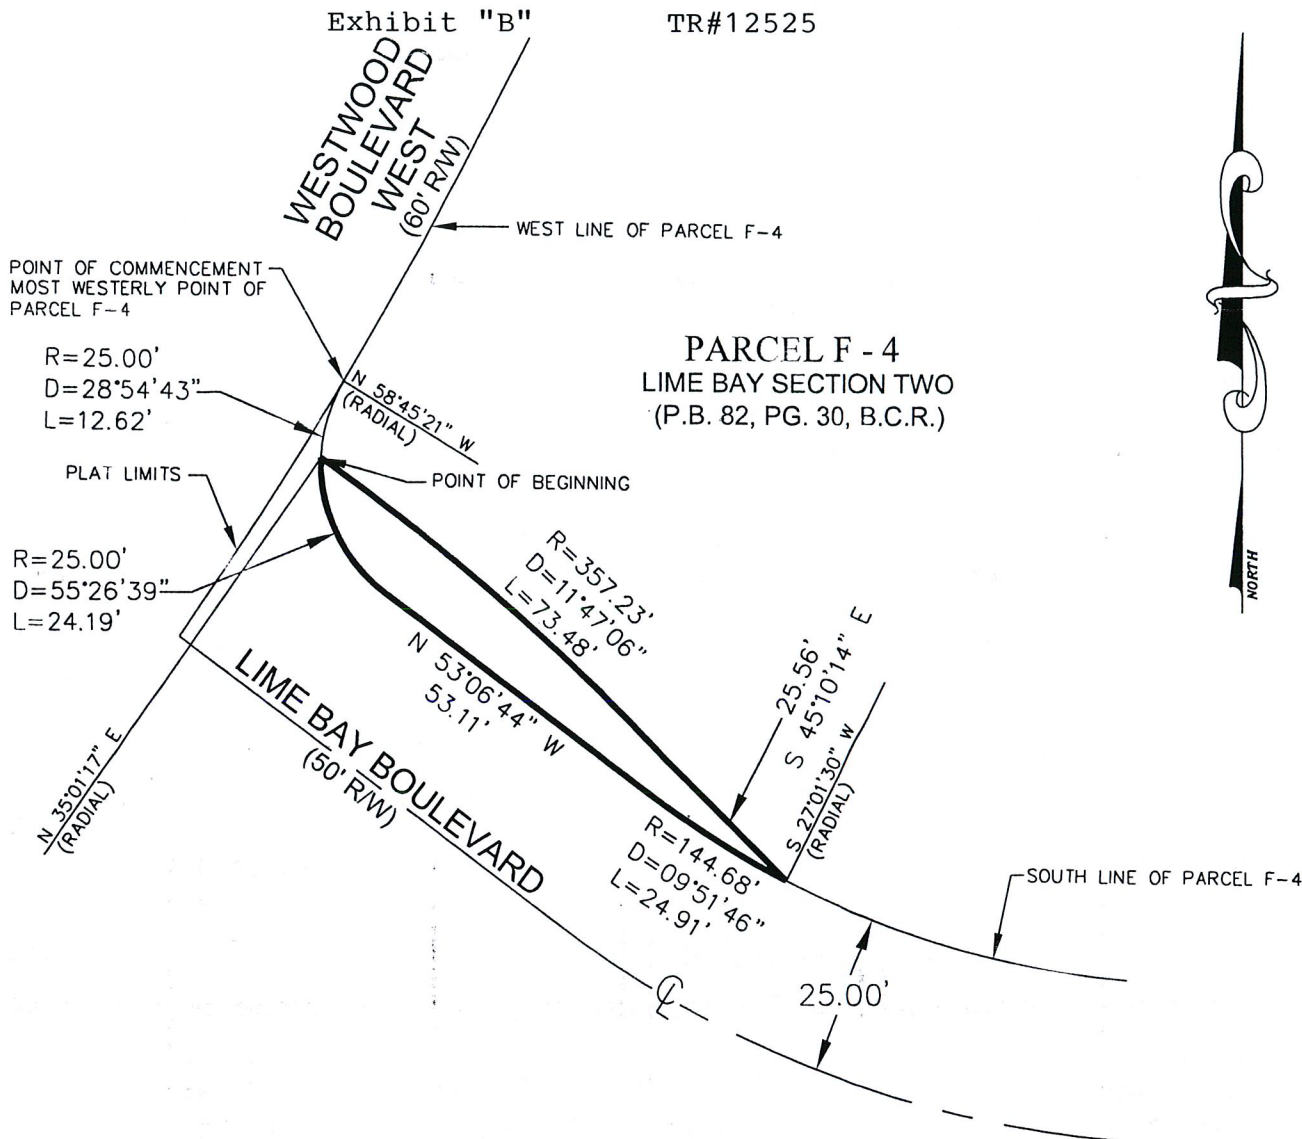 Exhibit "B" TR#12525
WESTWOOD
BOULEVARD
WEST
(60' R/W)
WEST LINE OF PARCEL F-4
POINT OF COMMENCEMENT
MOST WESTERLY POINT OF
PARCEL F-4
PARCEL F - 4
LIME BAY SECTION TWO
(P.B. 82, PG. 30, B.C.R.)
R=25.00'
D=28°54'43"
L=12.62'
N 58°45'21" W
(RADIAL)
PLAT LIMITS
POINT OF BEGINNING
R=25.00'
D=55°26'39"
L=24.19'
R=357.23'
D=11°47'06"
L=73.48'
N 53°06'44" W
53.11'
25.56'
S 45°10'14" E
S 27°01'30" W
(RADIAL)
LIME BAY BOULEVARD
(50' R/W)
N 35°01'17" E
(RADIAL)
R=144.68'
D=09°51'46"
L=24.91'
SOUTH LINE OF PARCEL F-4
CL
25.00'
NORTH